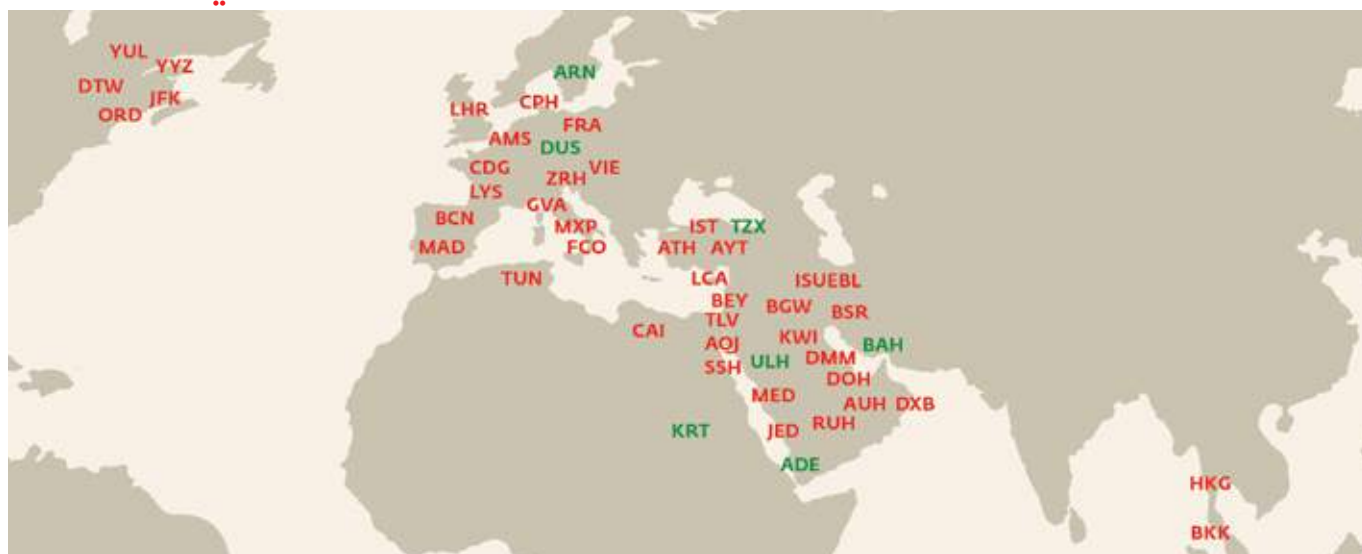 YUL
YYZ
DTW
JFK
ORD
ARN
LHR
CPH
FRA
AMS
DUS
CDG
VIE
ZRH
LYS
GVA
BCN
MXP
IST
TZX
MAD
FCO
ATH
AYT
TUN
LCA
ISUEBL
BEY
BGW
BSR
TLV
CAI
KWI
AQJ
BAH
ULH
DMM
SSH
DOH
MED
AUH
DXB
RUH
KRT
JED
ADE
HKG
BKK